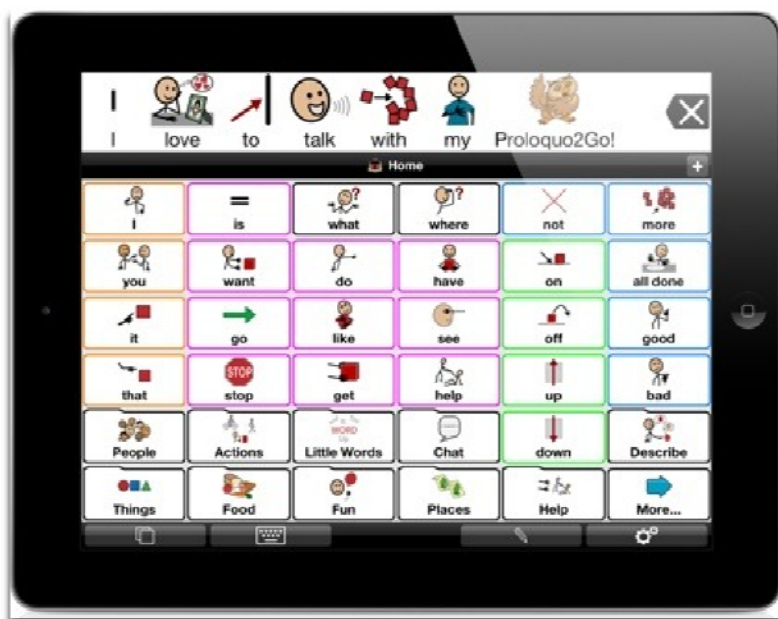 I love to talk with my Proloquo2Go!
Home
I is what ? where ? not more
you want do have on all done
it go like see off good
that STOP stop get help up bad
People Actions WORD Little Words Chat down Describe
Things Food Fun Places Help More...